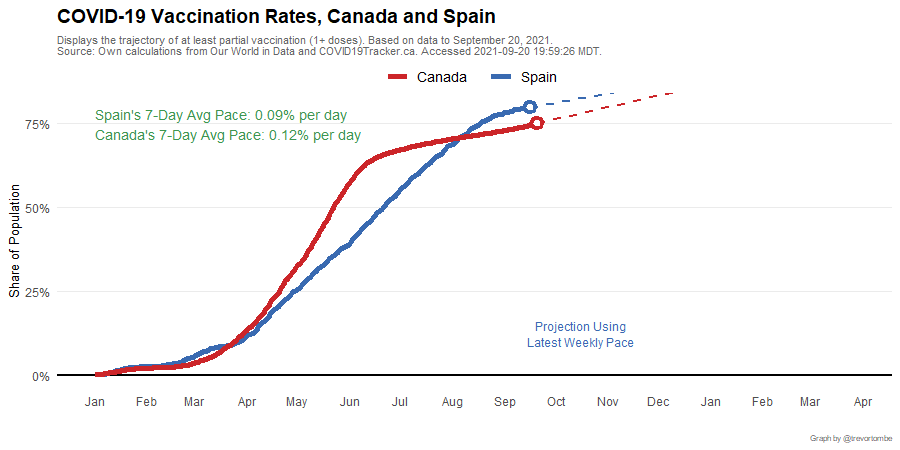 COVID-19 Vaccination Rates, Canada and Spain
Displays the trajectory of at least partial vaccination (1+ doses). Based on data to September 20, 2021.
Source: Own calculations from Our World in Data and COVID19Tracker.ca. Accessed 2021-09-20 19:59:26 MDT.
Canada Spain
Spain's 7-Day Avg Pace: 0.09% per day
Canada's 7-Day Avg Pace: 0.12% per day
75%
50%
25%
0%
Share of Population
Projection Using
Latest Weekly Pace
Jan Feb Mar Apr May Jun Jul Aug Sep Oct Nov Dec Jan Feb Mar Apr
Graph by @trevortombe